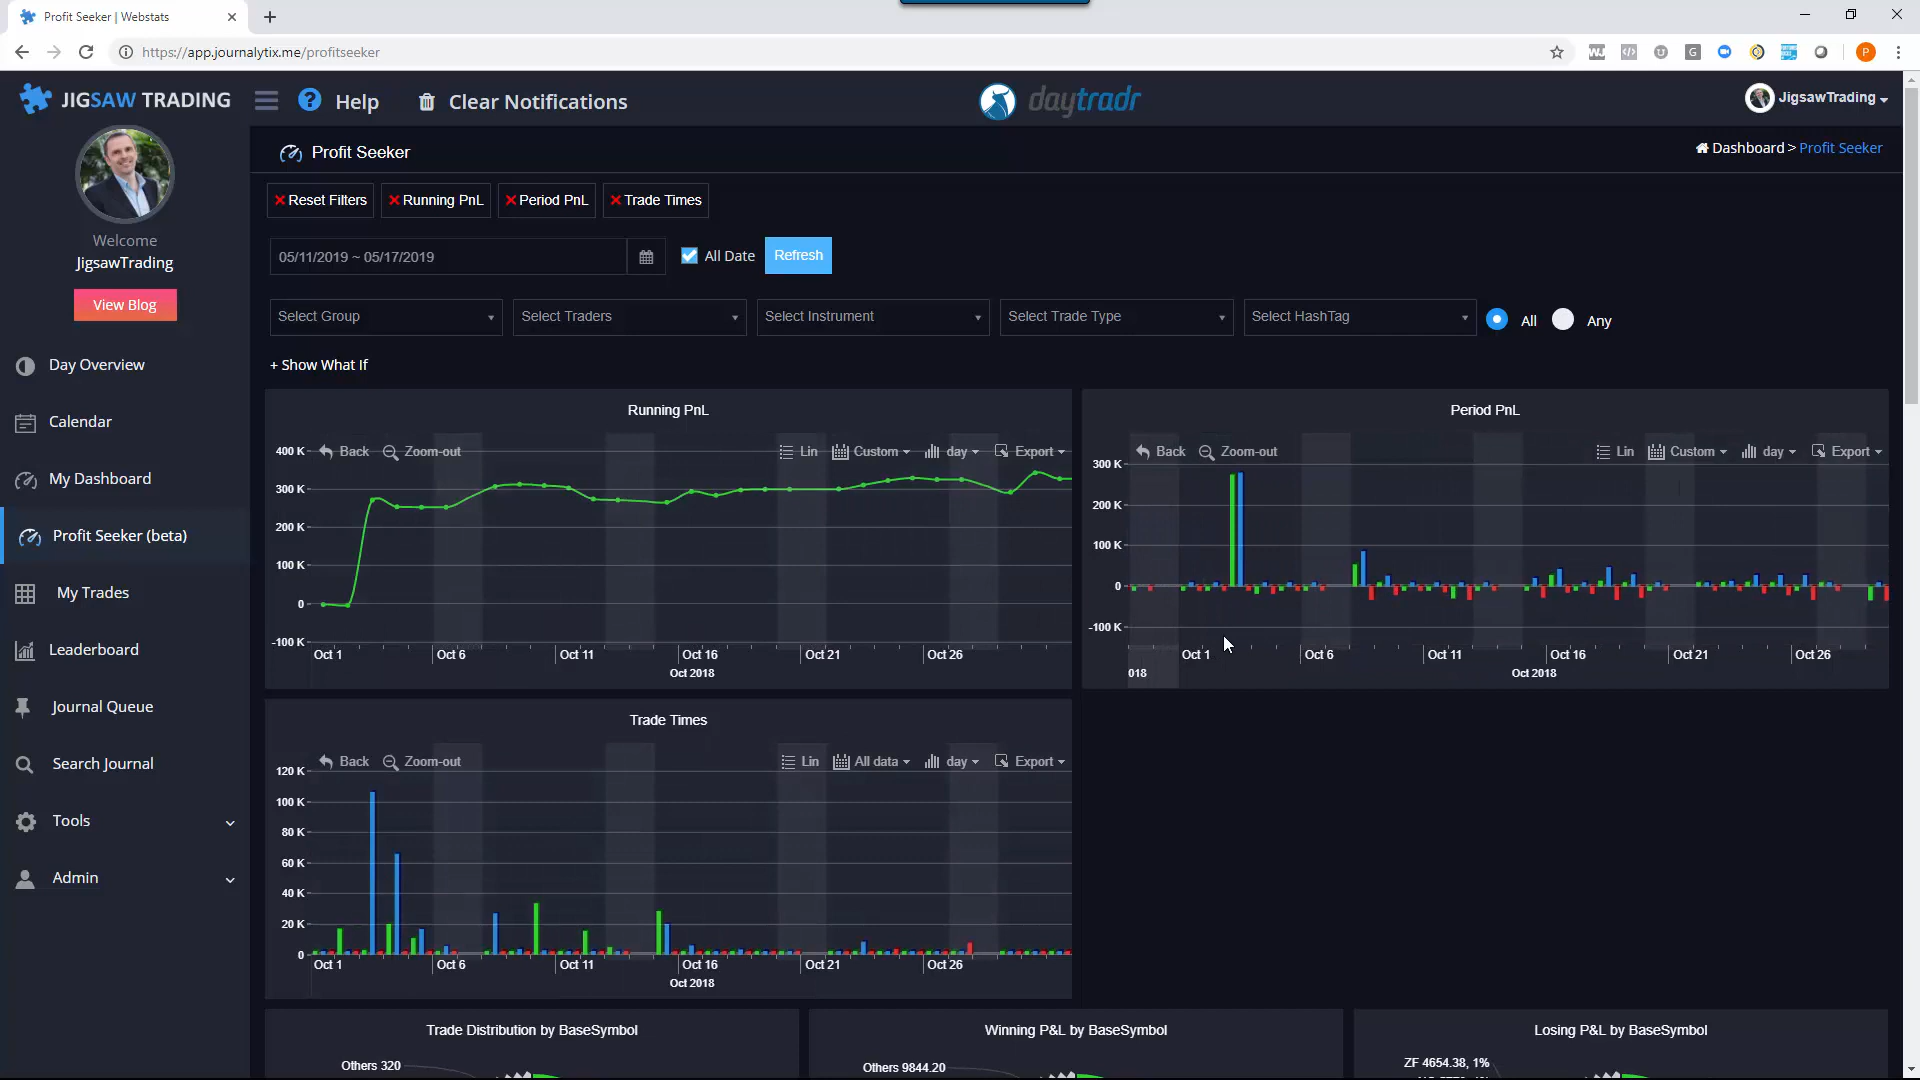 Profit Seeker | Webstats
https://app.journalytix.me/profitseeker
JIGSAW TRADING
Help
Clear Notifications
daytradr
JigsawTrading
Welcome
JigsawTrading
View Blog
Day Overview
Calendar
My Dashboard
Profit Seeker (beta)
My Trades
Leaderboard
Journal Queue
Search Journal
Tools
Admin
Profit Seeker
Dashboard > Profit Seeker
Reset Filters
Running PnL
Period PnL
Trade Times
05/11/2019 ~ 05/17/2019
All Date
Refresh
Select Group
Select Traders
Select Instrument
Select Trade Type
Select HashTag
All
Any
+ Show What If
Running PnL
Back
Zoom-out
Lin
Custom
day
Export
400 K
300 K
200 K
100 K
0
-100 K
Oct 1
Oct 6
Oct 11
Oct 16
Oct 21
Oct 26
Oct 2018
Period PnL
Back
Zoom-out
Lin
Custom
day
Export
300 K
200 K
100 K
0
-100 K
Oct 1
Oct 6
Oct 11
Oct 16
Oct 21
Oct 26
018
Oct 2018
Trade Times
Back
Zoom-out
Lin
All data
day
Export
120 K
100 K
80 K
60 K
40 K
20 K
0
Oct 1
Oct 6
Oct 11
Oct 16
Oct 21
Oct 26
Oct 2018
Trade Distribution by BaseSymbol
Others 320
Winning P&L by BaseSymbol
Others 9844.20
Losing P&L by BaseSymbol
ZF 4654.38, 1%